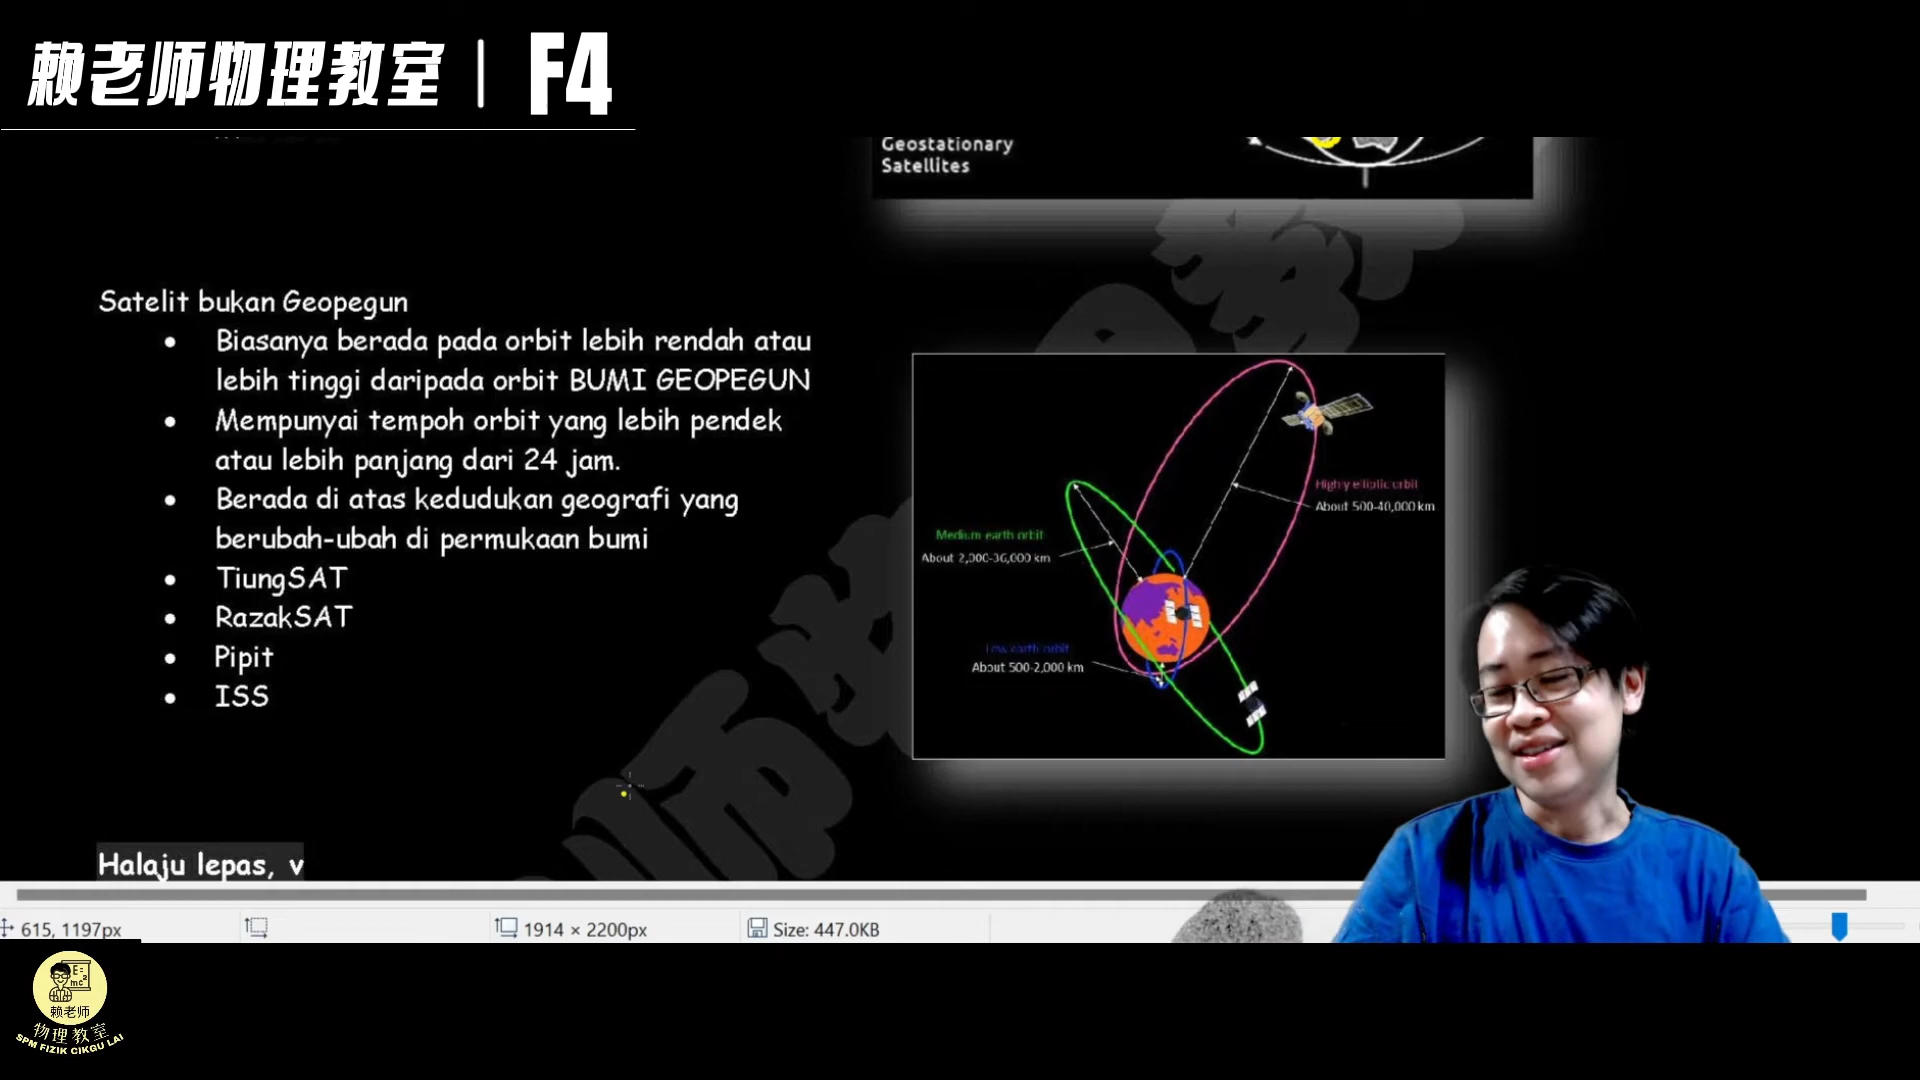 赖老师物理教室 | F4
Geostationary
Satellites
Satelit bukan Geopegun
• Biasanya berada pada orbit lebih rendah atau
lebih tinggi daripada orbit BUMI GEOPEGUN
• Mempunyai tempoh orbit yang lebih pendek
atau lebih panjang dari 24 jam.
• Berada di atas kedudukan geografi yang
berubah-ubah di permukaan bumi
• TiungSAT
• RazakSAT
• Pipit
• ISS
Highly elliptic orbit
About 500-40,000 km
Medium earth orbit
About 2,000-36,000 km
Low earth orbit
About 500-2,000 km
Halaju lepas, v
615, 1197px
1914 × 2200px
Size: 447.0KB
E=
mc²
赖老师
物理教室
SPM FIZIK CIKGU LAI